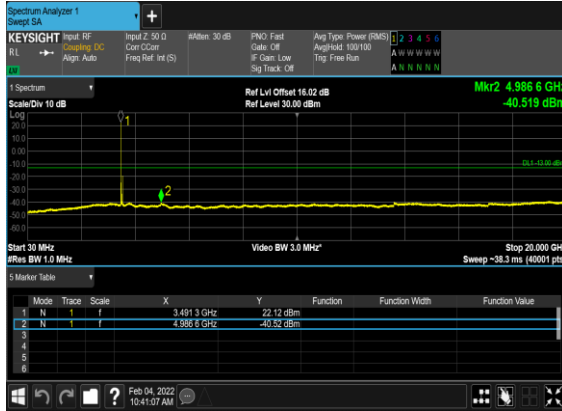 Spectrum Analyzer 1
Swept SA
+
KEYSIGHT Input: RF Input Z: 50 Ω #Atten: 30 dB PNO: Fast Avg Type: Power (RMS) 1 2 3 4 5 6
RL Coupling: DC Corr CCorr Gate: Off Avg|Hold: 100/100 A W W W W W
Align: Auto Freq Ref: Int (S) IF Gain: Low Trig: Free Run
Sig Track: Off A N N N N N
1 Spectrum Ref Lvl Offset 16.02 dB Mkr2 4.986 6 GHz
Scale/Div 10 dB Ref Level 30.00 dBm -40.519 dBm
Log
20.0
10.0
0.00
-10.0
-20.0
-30.0
-40.0
-50.0
-60.0
1
2
DL1 -13.00 dBm
Start 30 MHz Video BW 3.0 MHz* Stop 20.000 GH
#Res BW 1.0 MHz Sweep ~38.3 ms (40001 pts
5 Marker Table
Mode Trace Scale X Y Function Function Width Function Value
1 N 1 f 3.491 3 GHz 22.12 dBm
2 N 1 f 4.986 6 GHz -40.52 dBm
3
4
5
6
? Feb 04, 2022
10:41:07 AM